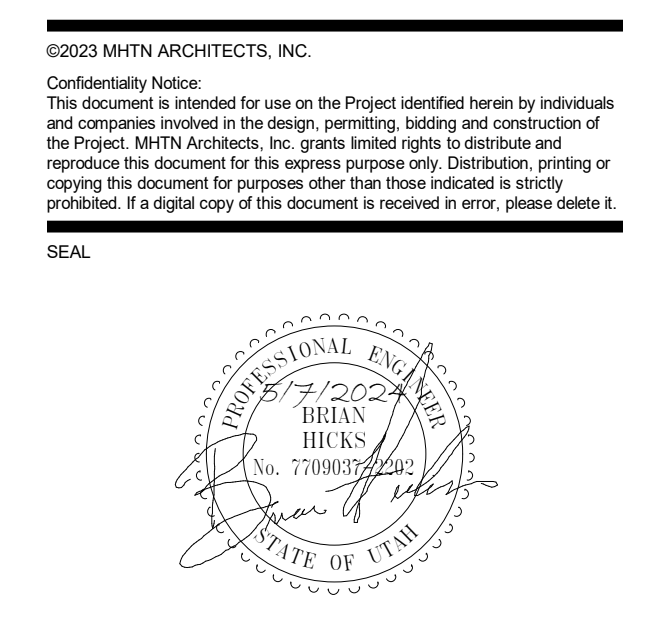 ©2023 MHTN ARCHITECTS, INC.
Confidentiality Notice:
This document is intended for use on the Project identified herein by individuals
and companies involved in the design, permitting, bidding and construction of
the Project. MHTN Architects, Inc. grants limited rights to distribute and
reproduce this document for this express purpose only. Distribution, printing or
copying this document for purposes other than those indicated is strictly
prohibited. If a digital copy of this document is received in error, please delete it.
SEAL
PROFESSIONAL ENGINEER
5/7/2024
BRIAN
HICKS
No. 7709037-2202
Brian Hicks
STATE OF UTAH